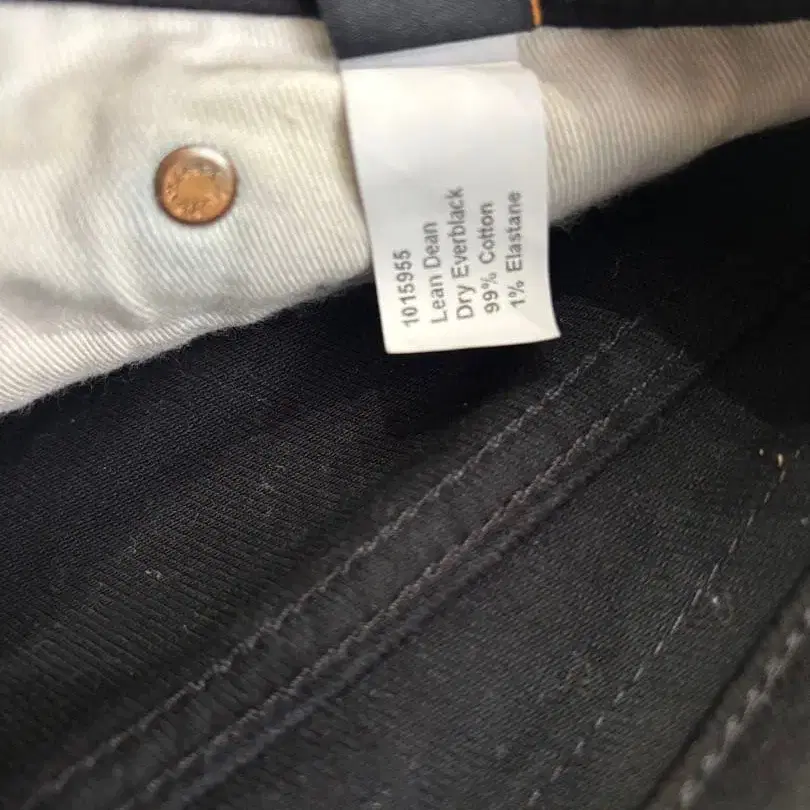 1015955
Lean Dean
Dry Everblack
99% Cotton
1% Elastane